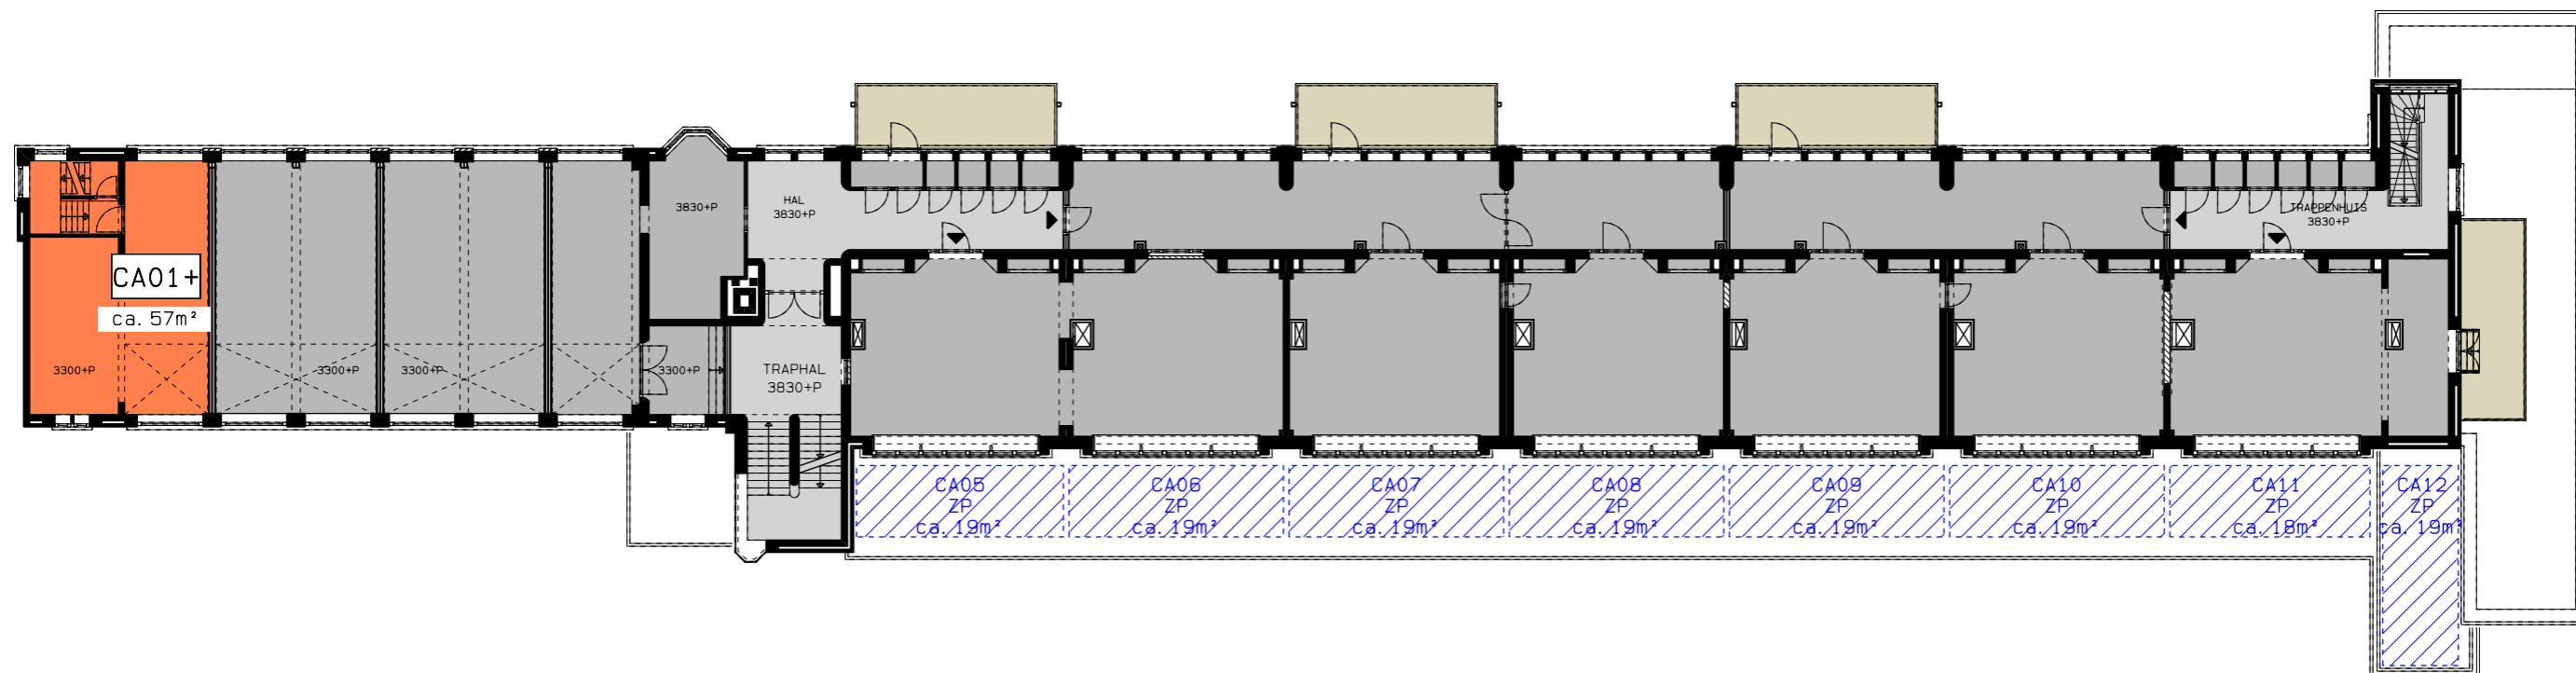 HAL
3830+P
3830+P
TRAPPENHUIS
3830+P
CA01+
ca. 57m²
3300+P
3300+P
3300+P
3300+P
TRAPHAL
3830+P
CA05
ZP
ca. 19m²
CA06
ZP
ca. 19m²
CA07
ZP
ca. 19m²
CA08
ZP
ca. 19m²
CA09
ZP
ca. 19m²
CA10
ZP
ca. 19m²
CA11
ZP
ca. 18m²
CA12
ZP
ca. 19m²